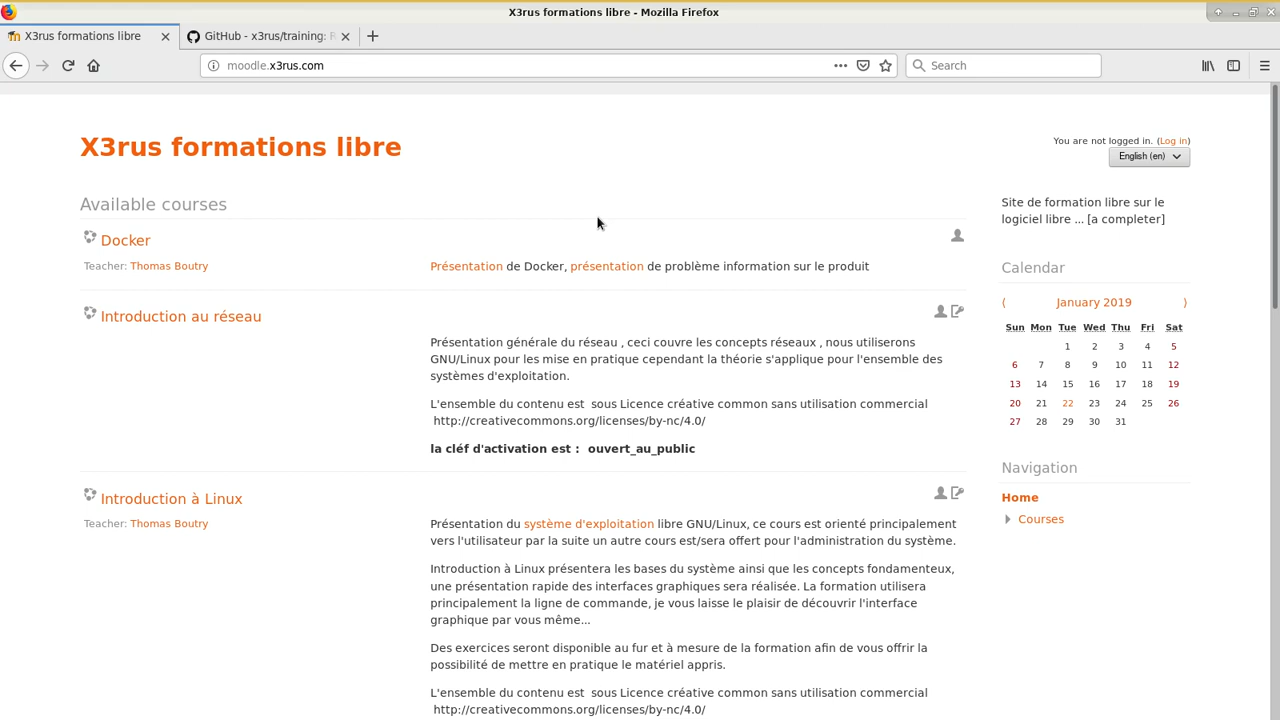 X3rus formations libre - Mozilla Firefox
X3rus formations libre
GitHub - x3rus/training:
moodle.x3rus.com
Search
X3rus formations libre
You are not logged in. (Log in)
English (en)
Available courses
Docker
Teacher: Thomas Boutry
Présentation de Docker, présentation de problème information sur le produit
Introduction au réseau
Présentation générale du réseau , ceci couvre les concepts réseaux , nous utiliserons
GNU/Linux pour les mise en pratique cependant la théorie s'applique pour l'ensemble des
systèmes d'exploitation.
L'ensemble du contenu est  sous Licence créative common sans utilisation commercial
http://creativecommons.org/licenses/by-nc/4.0/
la cléf d'activation est :  ouvert_au_public
Introduction à Linux
Teacher: Thomas Boutry
Présentation du système d'exploitation libre GNU/Linux, ce cours est orienté principalement
vers l'utilisateur par la suite un autre cours est/sera offert pour l'administration du système.
Introduction à Linux présentera les bases du système ainsi que les concepts fondamenteux,
une présentation rapide des interfaces graphiques sera réalisée. La formation utilisera
principalement la ligne de commande, je vous laisse le plaisir de découvrir l'interface
graphique par vous même...
Des exercices seront disponible au fur et à mesure de la formation afin de vous offrir la
possibilité de mettre en pratique le matériel appris.
L'ensemble du contenu est  sous Licence créative common sans utilisation commercial
http://creativecommons.org/licenses/by-nc/4.0/
Site de formation libre sur le
logiciel libre ... [a completer]
Calendar
January 2019
Sun Mon Tue Wed Thu Fri Sat
1 2 3 4 5
6 7 8 9 10 11 12
13 14 15 16 17 18 19
20 21 22 23 24 25 26
27 28 29 30 31
Navigation
Home
Courses